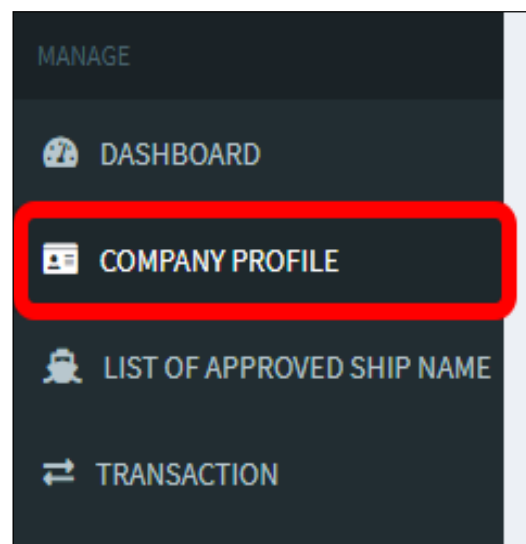 MANAGE
DASHBOARD
COMPANY PROFILE
LIST OF APPROVED SHIP NAME
TRANSACTION